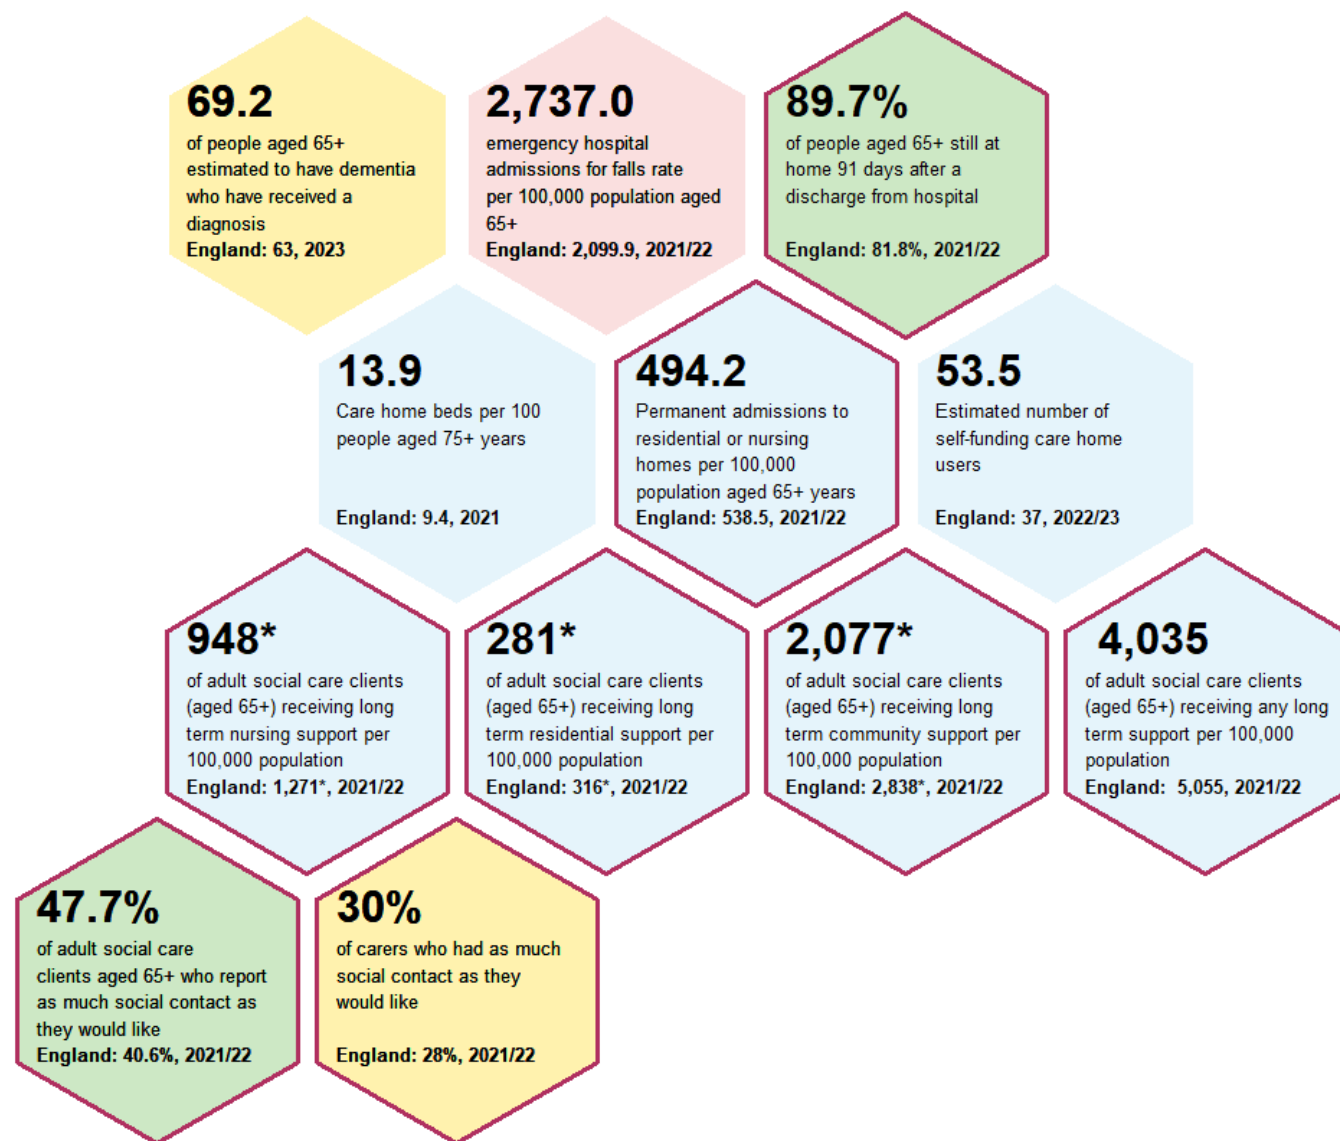 69.2
of people aged 65+
estimated to have dementia
who have received a
diagnosis
England: 63, 2023
2,737.0
emergency hospital
admissions for falls rate
per 100,000 population aged
65+
England: 2,099.9, 2021/22
89.7%
of people aged 65+ still at
home 91 days after a
discharge from hospital
England: 81.8%, 2021/22
13.9
Care home beds per 100
people aged 75+ years
England: 9.4, 2021
494.2
Permanent admissions to
residential or nursing
homes per 100,000
population aged 65+ years
England: 538.5, 2021/22
53.5
Estimated number of
self-funding care home
users
England: 37, 2022/23
948*
of adult social care clients
(aged 65+) receiving long
term nursing support per
100,000 population
England: 1,271*, 2021/22
281*
of adult social care clients
(aged 65+) receiving long
term residential support per
100,000 population
England: 316*, 2021/22
2,077*
of adult social care clients
(aged 65+) receiving long
term community support per
100,000 population
England: 2,838*, 2021/22
4,035
of adult social care clients
(aged 65+) receiving any long
term support per 100,000
population
England: 5,055, 2021/22
47.7%
of adult social care
clients aged 65+ who report
as much social contact as
they would like
England: 40.6%, 2021/22
30%
of carers who had as much
social contact as they
would like
England: 28%, 2021/22